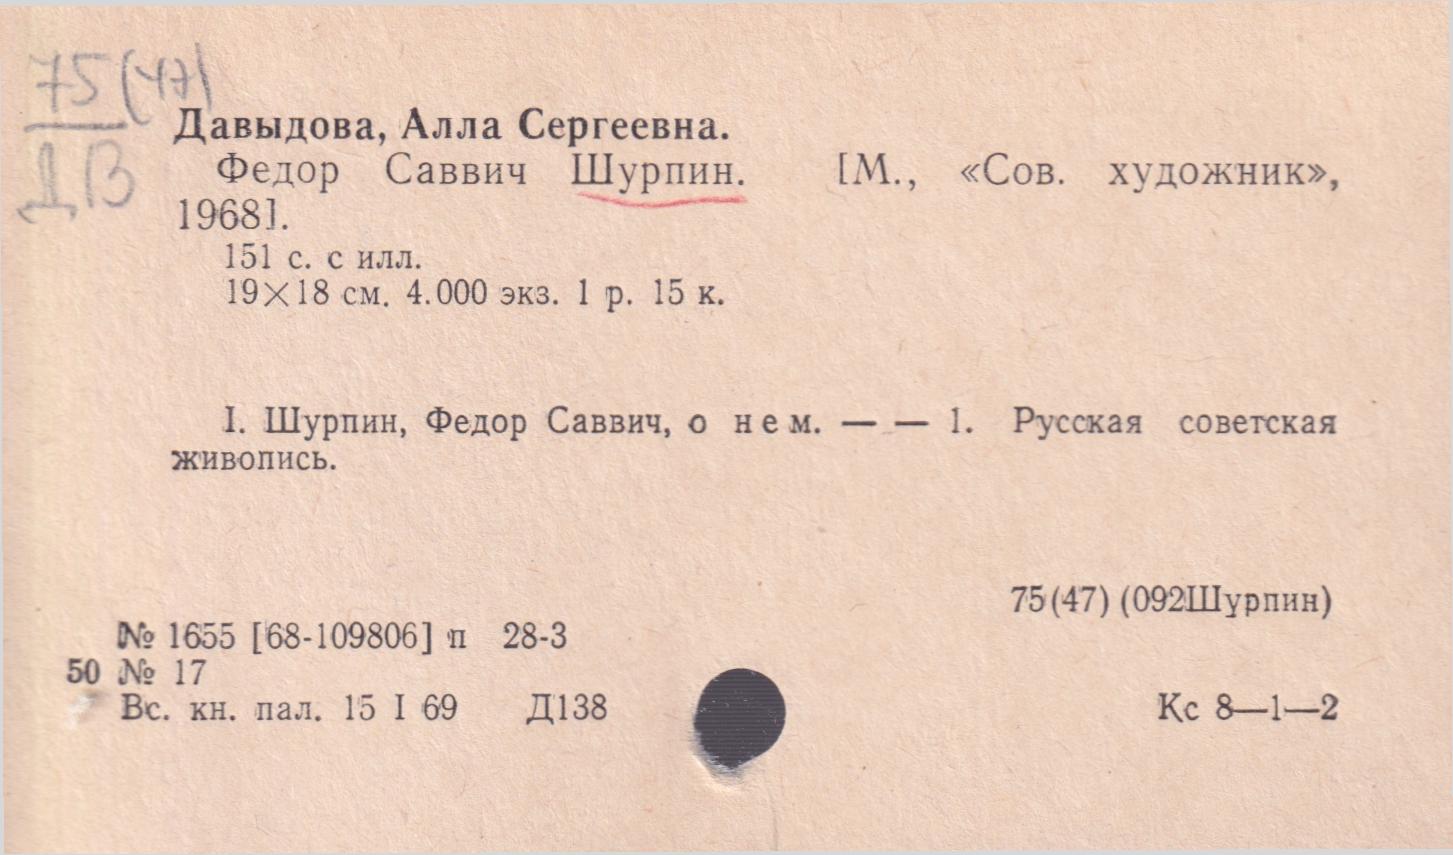 75(47)
ДВ
Давыдова, Алла Сергеевна.
Федор Саввич Шурпин. [М., «Сов. художник»,
1968].
151 с. с илл.
19×18 см. 4.000 экз. 1 р. 15 к.
I. Шурпин, Федор Саввич, о нем. — — 1. Русская советская
живопись.
75(47) (092Шурпин)
№ 1655 [68-109806] п 28-3
50 № 17
Вс. кн. пал. 15 I 69 Д138 Кс 8—1—2